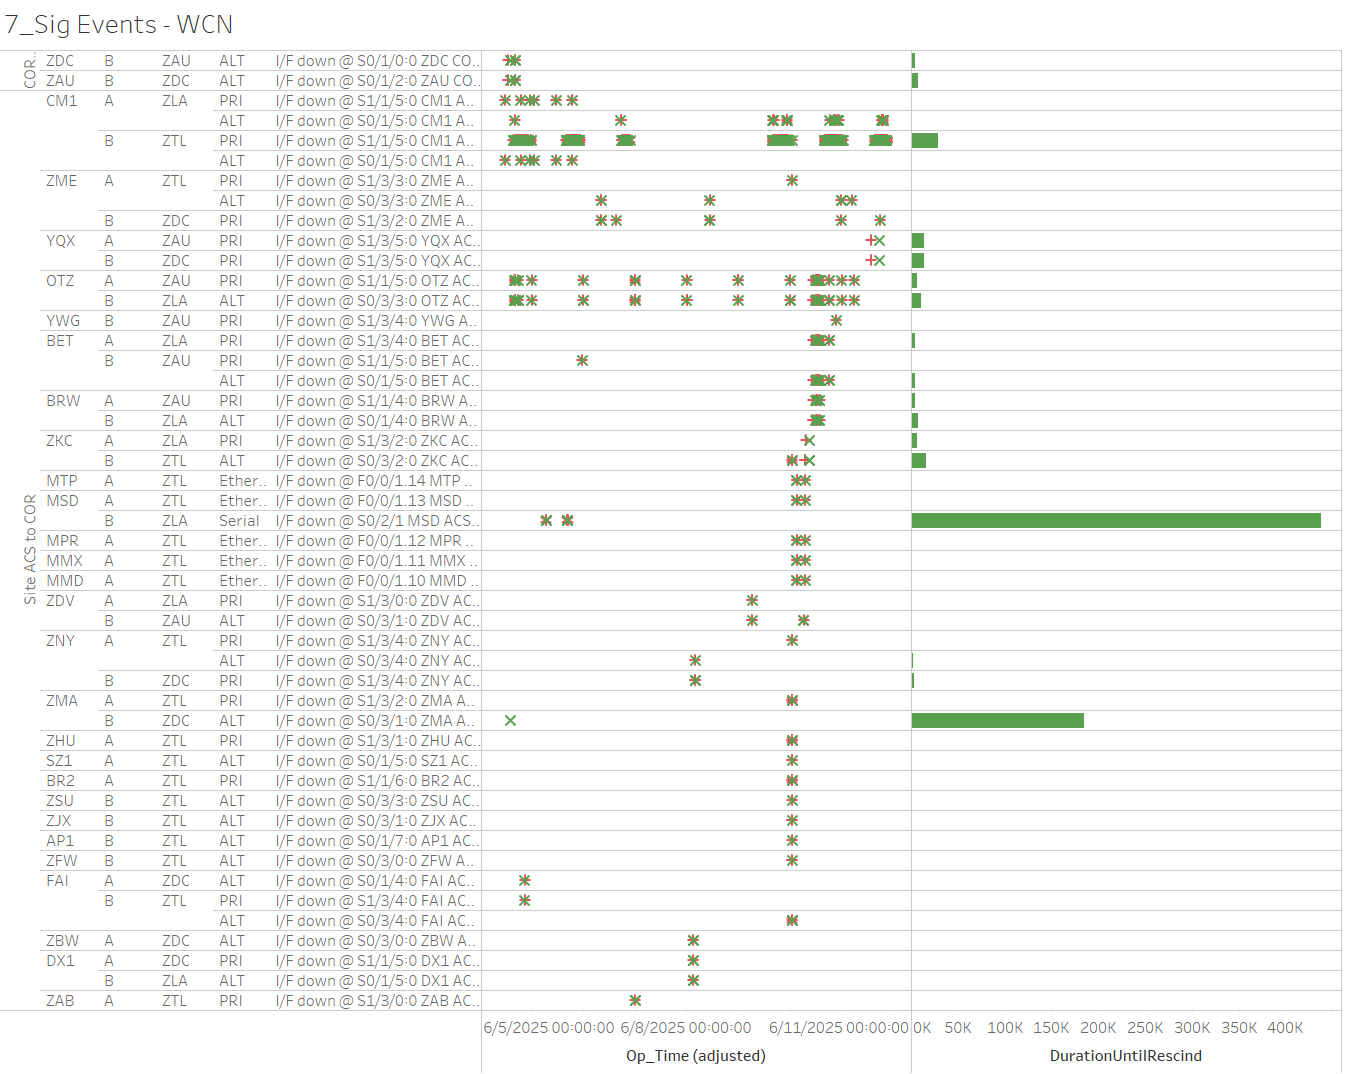 7_Sig Events - WCN
COR..
ZDC B ZAU ALT I/F down @ S0/1/0:0 ZDC CO..
ZAU B ZDC ALT I/F down @ S0/1/2:0 ZAU CO..
Site ACS to COR
CM1 A ZLA PRI I/F down @ S1/1/5:0 CM1 A..
ALT I/F down @ S0/1/5:0 CM1 A..
B ZTL PRI I/F down @ S1/1/5:0 CM1 A..
ALT I/F down @ S0/1/5:0 CM1 A..
ZME A ZTL PRI I/F down @ S1/3/3:0 ZME A..
ALT I/F down @ S0/3/3:0 ZME A..
B ZDC PRI I/F down @ S1/3/2:0 ZME A..
YQX A ZAU PRI I/F down @ S1/3/5:0 YQX AC..
B ZDC PRI I/F down @ S1/3/5:0 YQX AC..
OTZ A ZAU PRI I/F down @ S1/1/5:0 OTZ AC..
B ZLA ALT I/F down @ S0/3/3:0 OTZ AC..
YWG B ZAU PRI I/F down @ S1/3/4:0 YWG A..
BET A ZLA PRI I/F down @ S1/3/4:0 BET AC..
B ZAU PRI I/F down @ S1/1/5:0 BET AC..
ALT I/F down @ S0/1/5:0 BET AC..
BRW A ZAU PRI I/F down @ S1/1/4:0 BRW A..
B ZLA ALT I/F down @ S0/1/4:0 BRW A..
ZKC A ZLA PRI I/F down @ S1/3/2:0 ZKC AC..
B ZTL ALT I/F down @ S0/3/2:0 ZKC AC..
MTP A ZTL Ether.. I/F down @ F0/0/1.14 MTP ..
MSD A ZTL Ether.. I/F down @ F0/0/1.13 MSD ..
B ZLA Serial I/F down @ S0/2/1 MSD ACS..
MPR A ZTL Ether.. I/F down @ F0/0/1.12 MPR ..
MMX A ZTL Ether.. I/F down @ F0/0/1.11 MMX ..
MMD A ZTL Ether.. I/F down @ F0/0/1.10 MMD ..
ZDV A ZLA PRI I/F down @ S1/3/0:0 ZDV AC..
B ZAU ALT I/F down @ S0/3/1:0 ZDV AC..
ZNY A ZTL PRI I/F down @ S1/3/4:0 ZNY AC..
ALT I/F down @ S0/3/4:0 ZNY AC..
B ZDC PRI I/F down @ S1/3/4:0 ZNY AC..
ZMA A ZTL PRI I/F down @ S1/3/2:0 ZMA A..
B ZDC ALT I/F down @ S0/3/1:0 ZMA A..
ZHU A ZTL PRI I/F down @ S1/3/1:0 ZHU AC..
SZ1 A ZTL ALT I/F down @ S0/1/5:0 SZ1 AC..
BR2 A ZTL PRI I/F down @ S1/1/6:0 BR2 AC..
ZSU B ZTL ALT I/F down @ S0/3/3:0 ZSU AC..
ZJX B ZTL ALT I/F down @ S0/3/1:0 ZJX AC..
AP1 B ZTL ALT I/F down @ S0/1/7:0 AP1 AC..
ZFW B ZTL ALT I/F down @ S0/3/0:0 ZFW A..
FAI A ZDC ALT I/F down @ S0/1/4:0 FAI AC..
B ZTL PRI I/F down @ S1/3/4:0 FAI AC..
ALT I/F down @ S0/3/4:0 FAI AC..
ZBW A ZDC ALT I/F down @ S0/3/0:0 ZBW A..
DX1 A ZDC PRI I/F down @ S1/1/5:0 DX1 AC..
B ZLA ALT I/F down @ S0/1/5:0 DX1 AC..
ZAB A ZTL PRI I/F down @ S1/3/0:0 ZAB AC..
6/5/2025 00:00:00 6/8/2025 00:00:00 6/11/2025 00:00:00 0K 50K 100K 150K 200K 250K 300K 350K 400K
Op_Time (adjusted) DurationUntilRescind